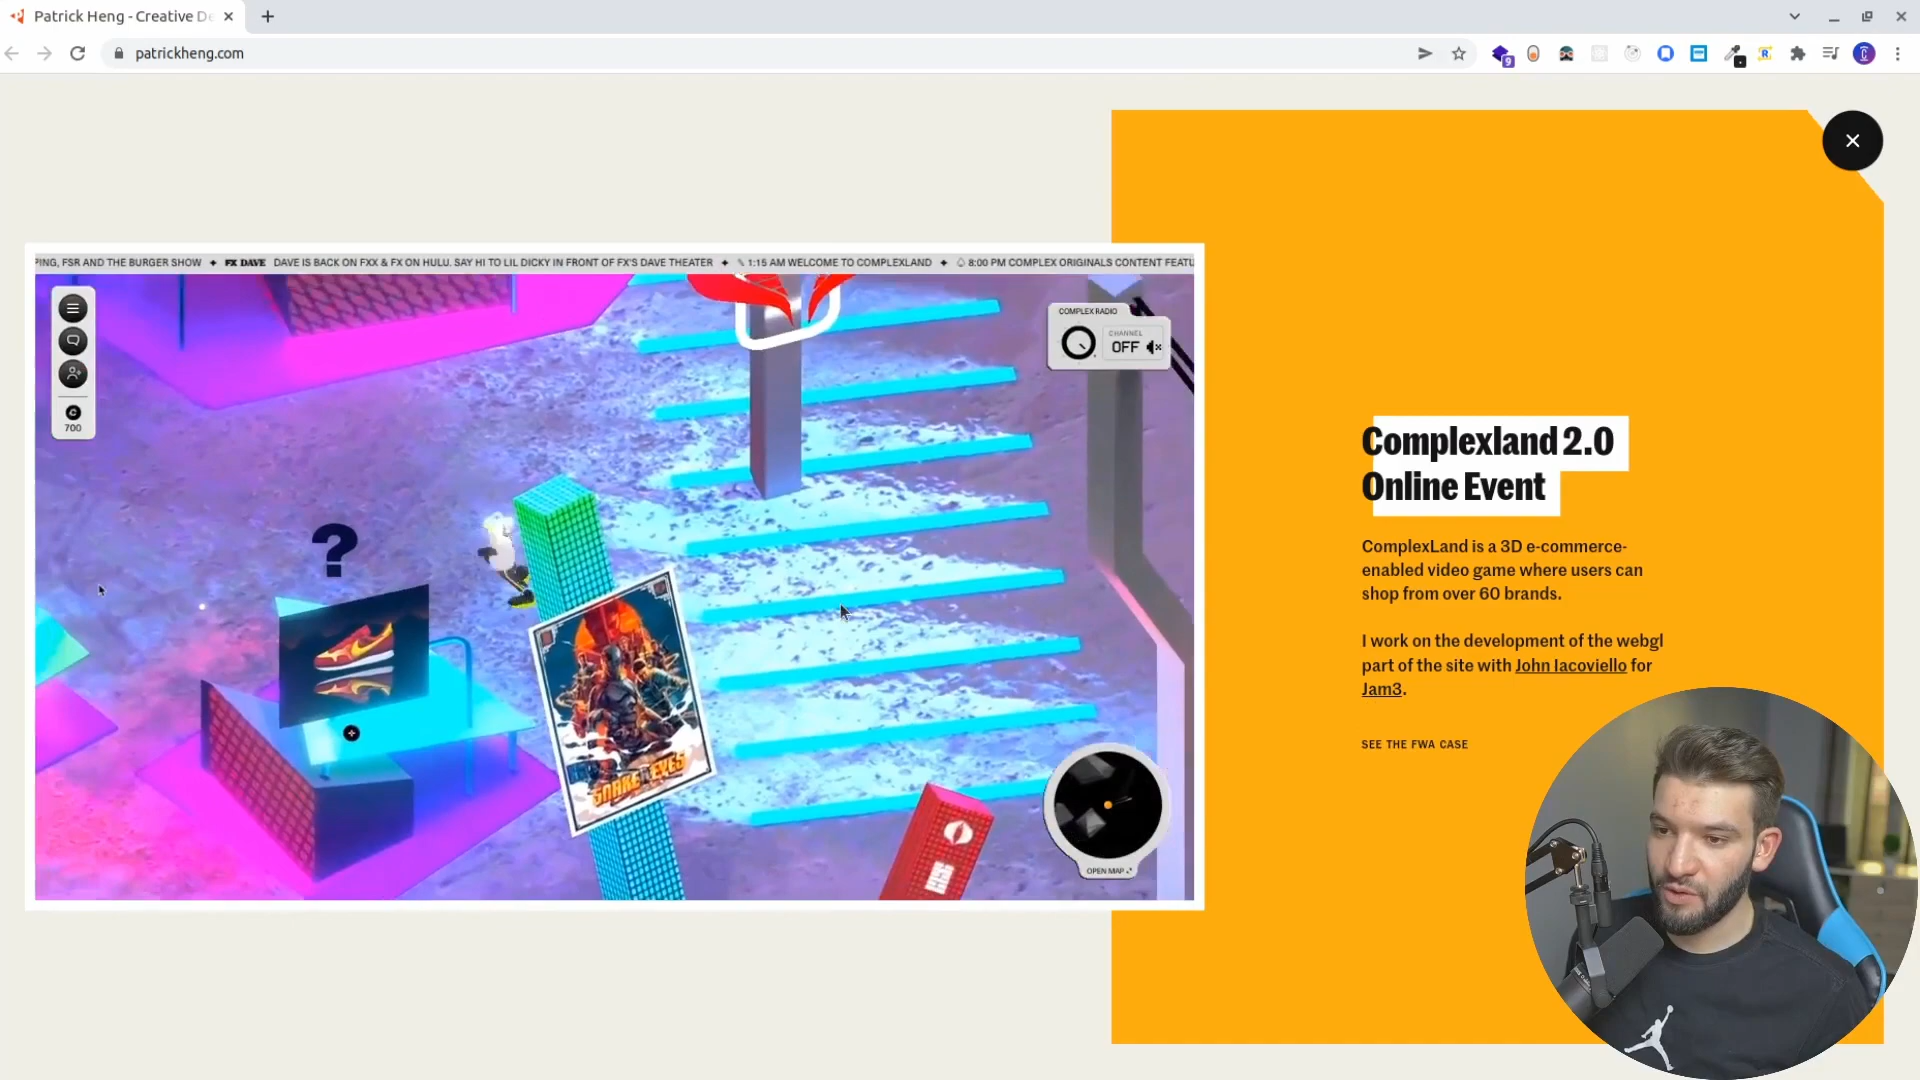 Patrick Heng - Creative De
patrickheng.com
9
PING, FSR AND THE BURGER SHOW ✦ FX DAVE DAVE IS BACK ON FXX & FX ON HULU. SAY HI TO LIL DICKY IN FRONT OF FX'S DAVE THEATER ✦ 1:15 AM WELCOME TO COMPLEXLAND ✦ 8:00 PM COMPLEX ORIGINALS CONTENT FEATU
COMPLEX RADIO
CHANNEL
OFF
C
700
?
SNAKE EYES
OPEN MAP
Complexland 2.0
Online Event
ComplexLand is a 3D e-commerce-
enabled video game where users can
shop from over 60 brands.
I work on the development of the webgl
part of the site with John Iacoviello for
Jam3.
SEE THE FWA CASE